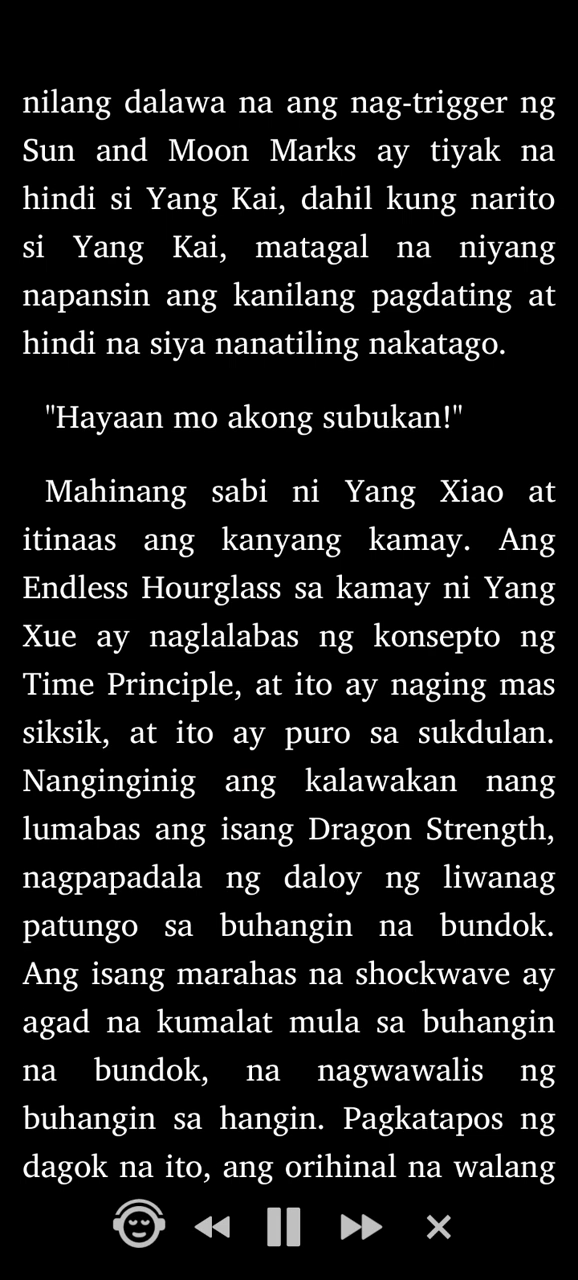 nilang dalawa na ang nag-trigger ng
Sun and Moon Marks ay tiyak na
hindi si Yang Kai, dahil kung narito
si Yang Kai, matagal na niyang
napansin ang kanilang pagdating at
hindi na siya nanatiling nakatago.
"Hayaan mo akong subukan!"
Mahinang sabi ni Yang Xiao at
itinaas ang kanyang kamay. Ang
Endless Hourglass sa kamay ni Yang
Xue ay naglalabas ng konsepto ng
Time Principle, at ito ay naging mas
siksik, at ito ay puro sa sukdulan.
Nanginginig ang kalawakan nang
lumabas ang isang Dragon Strength,
nagpapadala ng daloy ng liwanag
patungo sa buhangin na bundok.
Ang isang marahas na shockwave ay
agad na kumalat mula sa buhangin
na bundok, na nagwawalis ng
buhangin sa hangin. Pagkatapos ng
dagok na ito, ang orihinal na walang